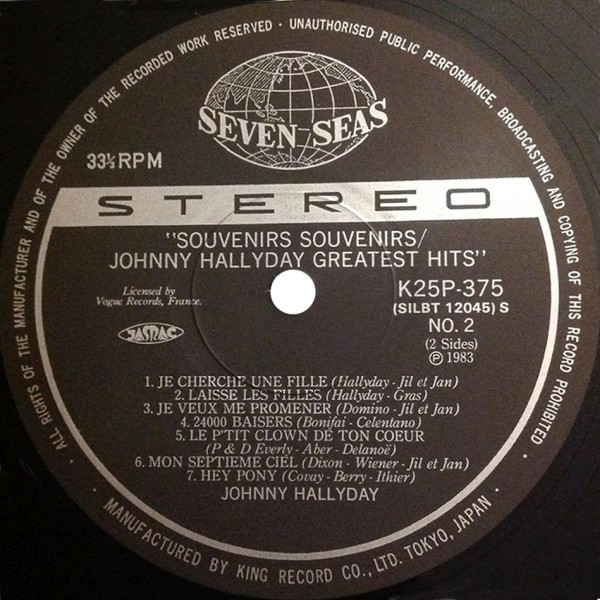 · ALL RIGHTS OF THE MANUFACTURER AND OF THE OWNER OF THE RECORDED WORK RESERVED · UNAUTHORISED PUBLIC PERFORMANCE, BROADCASTING AND COPYING OF THIS RECORD PROHIBITED ·
SEVEN SEAS
33⅓ RPM
STEREO
"SOUVENIRS SOUVENIRS/
JOHNNY HALLYDAY GREATEST HITS"
Licensed by
Vogue Records, France.
JASRAC
K25P-375
(SILBT 12045) S
NO. 2
(2 Sides)
Ⓟ 1983
1. JE CHERCHE UNE FILLE (Hallyday - Jil et Jan)
2. LAISSE LES FILLES (Hallyday - Gras)
3. JE VEUX ME PROMENER (Domino - Jil et Jan)
4. 24000 BAISERS (Bonifai - Celentano)
5. LE P'TIT CLOWN DE TON COEUR
(P & D Everly - Aber - Delanoë)
6. MON SEPTIEME CIEL (Dixon - Wiener - Jil et Jan)
7. HEY PONY (Covay - Berry - Ithier)
JOHNNY HALLYDAY
· MANUFACTURED BY KING RECORD CO., LTD. TOKYO, JAPAN ·